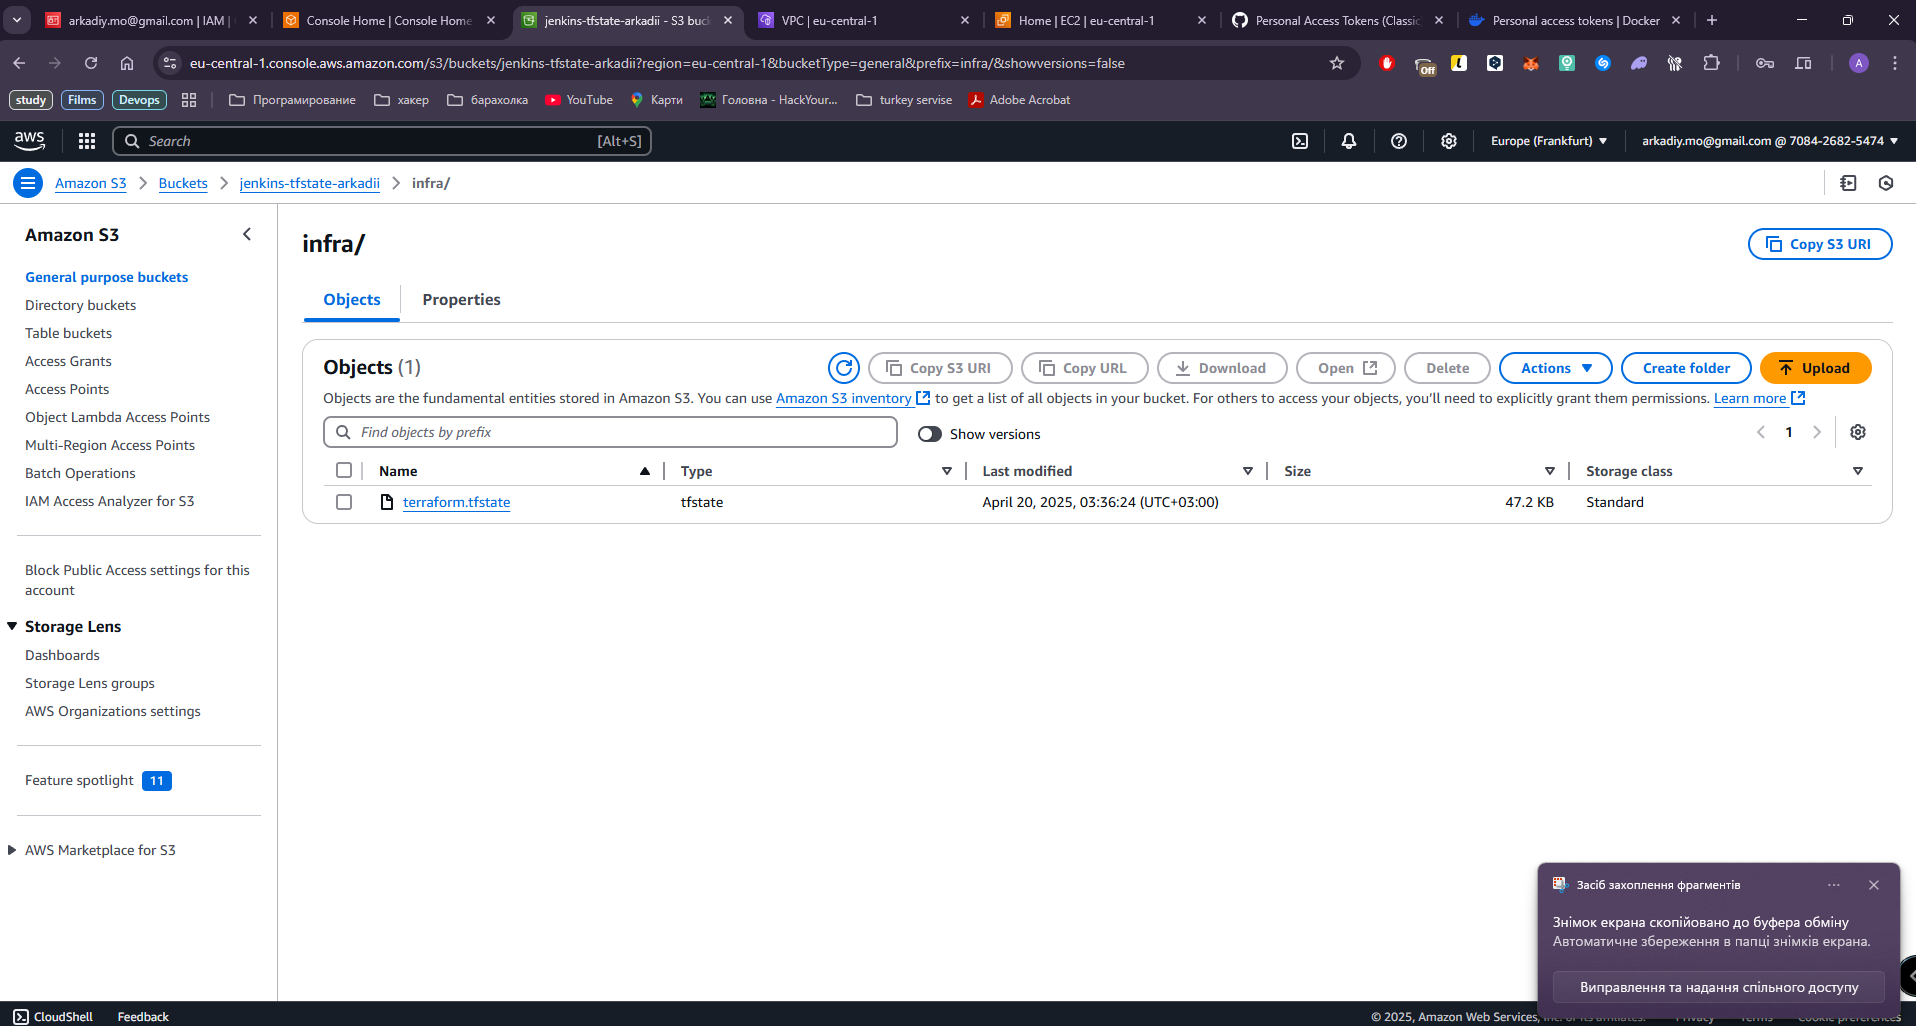 arkadiy.mo@gmail.com | IAM |
Console Home | Console Home
jenkins-tfstate-arkadii - S3 buc
VPC | eu-central-1
Home | EC2 | eu-central-1
Personal Access Tokens (Classic
Personal access tokens | Docker
eu-central-1.console.aws.amazon.com/s3/buckets/jenkins-tfstate-arkadii?region=eu-central-1&bucketType=general&prefix=infra/&showversions=false
Off
A
study
Films
Devops
Програмирование
хакер
барахолка
YouTube
Карти
Головна - HackYour...
turkey servise
Adobe Acrobat
aws
Search
[Alt+S]
Europe (Frankfurt)
arkadiy.mo@gmail.com @ 7084-2682-5474
Amazon S3
Buckets
jenkins-tfstate-arkadii
infra/
Amazon S3
General purpose buckets
Directory buckets
Table buckets
Access Grants
Access Points
Object Lambda Access Points
Multi-Region Access Points
Batch Operations
IAM Access Analyzer for S3
Block Public Access settings for this
account
Storage Lens
Dashboards
Storage Lens groups
AWS Organizations settings
Feature spotlight 11
AWS Marketplace for S3
infra/
Copy S3 URI
Objects
Properties
Objects (1)
Copy S3 URI
Copy URL
Download
Open
Delete
Actions
Create folder
Upload
Objects are the fundamental entities stored in Amazon S3. You can use Amazon S3 inventory to get a list of all objects in your bucket. For others to access your objects, you'll need to explicitly grant them permissions. Learn more
Find objects by prefix
Show versions
1
Name
Type
Last modified
Size
Storage class
terraform.tfstate
tfstate
April 20, 2025, 03:36:24 (UTC+03:00)
47.2 KB
Standard
Засіб захоплення фрагментів
Знімок екрана скопійовано до буфера обміну
Автоматичне збереження в папці знімків екрана.
Виправлення та надання спільного доступу
CloudShell
Feedback
© 2025, Amazon Web Services, Inc. or its affiliates.
Privacy
Terms
Cookie preferences